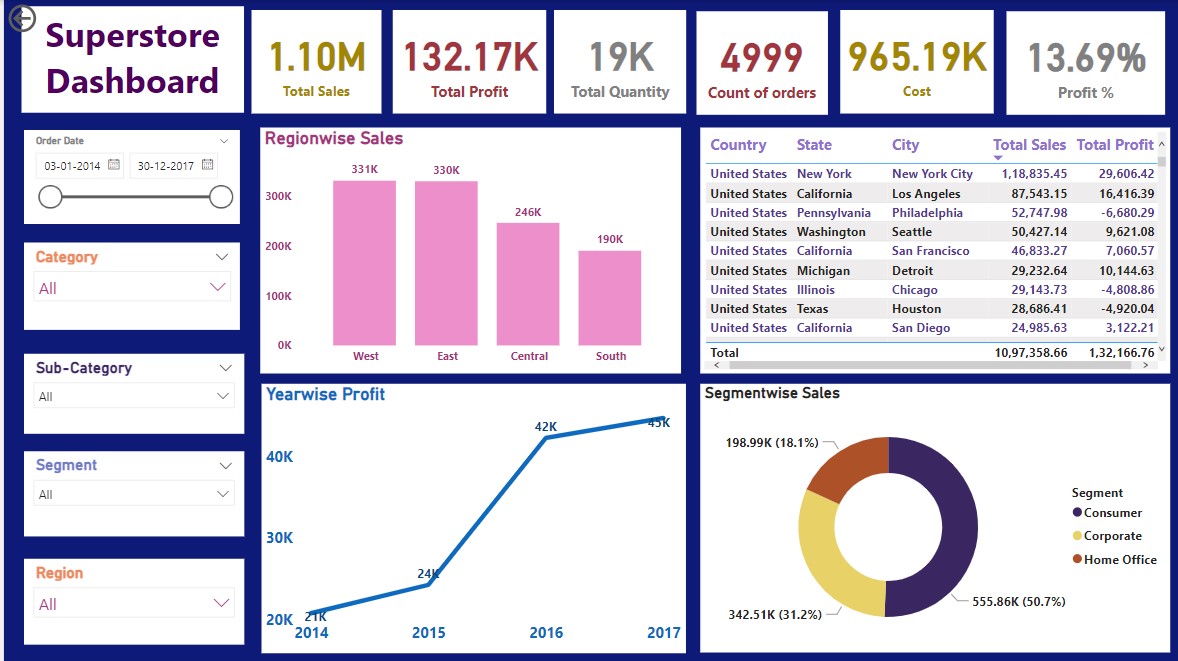 Superstore
Dashboard
1.10M
Total Sales
132.17K
Total Profit
19K
Total Quantity
4999
Count of orders
965.19K
Cost
13.69%
Profit %
Order Date
03-01-2014 30-12-2017
Category
All
Sub-Category
All
Segment
All
Region
All
Regionwise Sales
331K
330K
300K
246K
200K
190K
100K
0K
West East Central South
Country State City Total Sales Total Profit
United States New York New York City 1,18,835.45 29,606.42
United States California Los Angeles 87,543.15 16,416.39
United States Pennsylvania Philadelphia 52,747.98 -6,680.29
United States Washington Seattle 50,427.14 9,621.08
United States California San Francisco 46,833.27 7,060.57
United States Michigan Detroit 29,232.64 10,144.63
United States Illinois Chicago 29,143.73 -4,808.86
United States Texas Houston 28,686.41 -4,920.04
United States California San Diego 24,985.63 3,122.21
Total 10,97,358.66 1,32,166.76
Yearwise Profit
42K
45K
40K
30K
24K
20K
21K
2014 2015 2016 2017
Segmentwise Sales
198.99K (18.1%)
342.51K (31.2%)
555.86K (50.7%)
Segment
Consumer
Corporate
Home Office